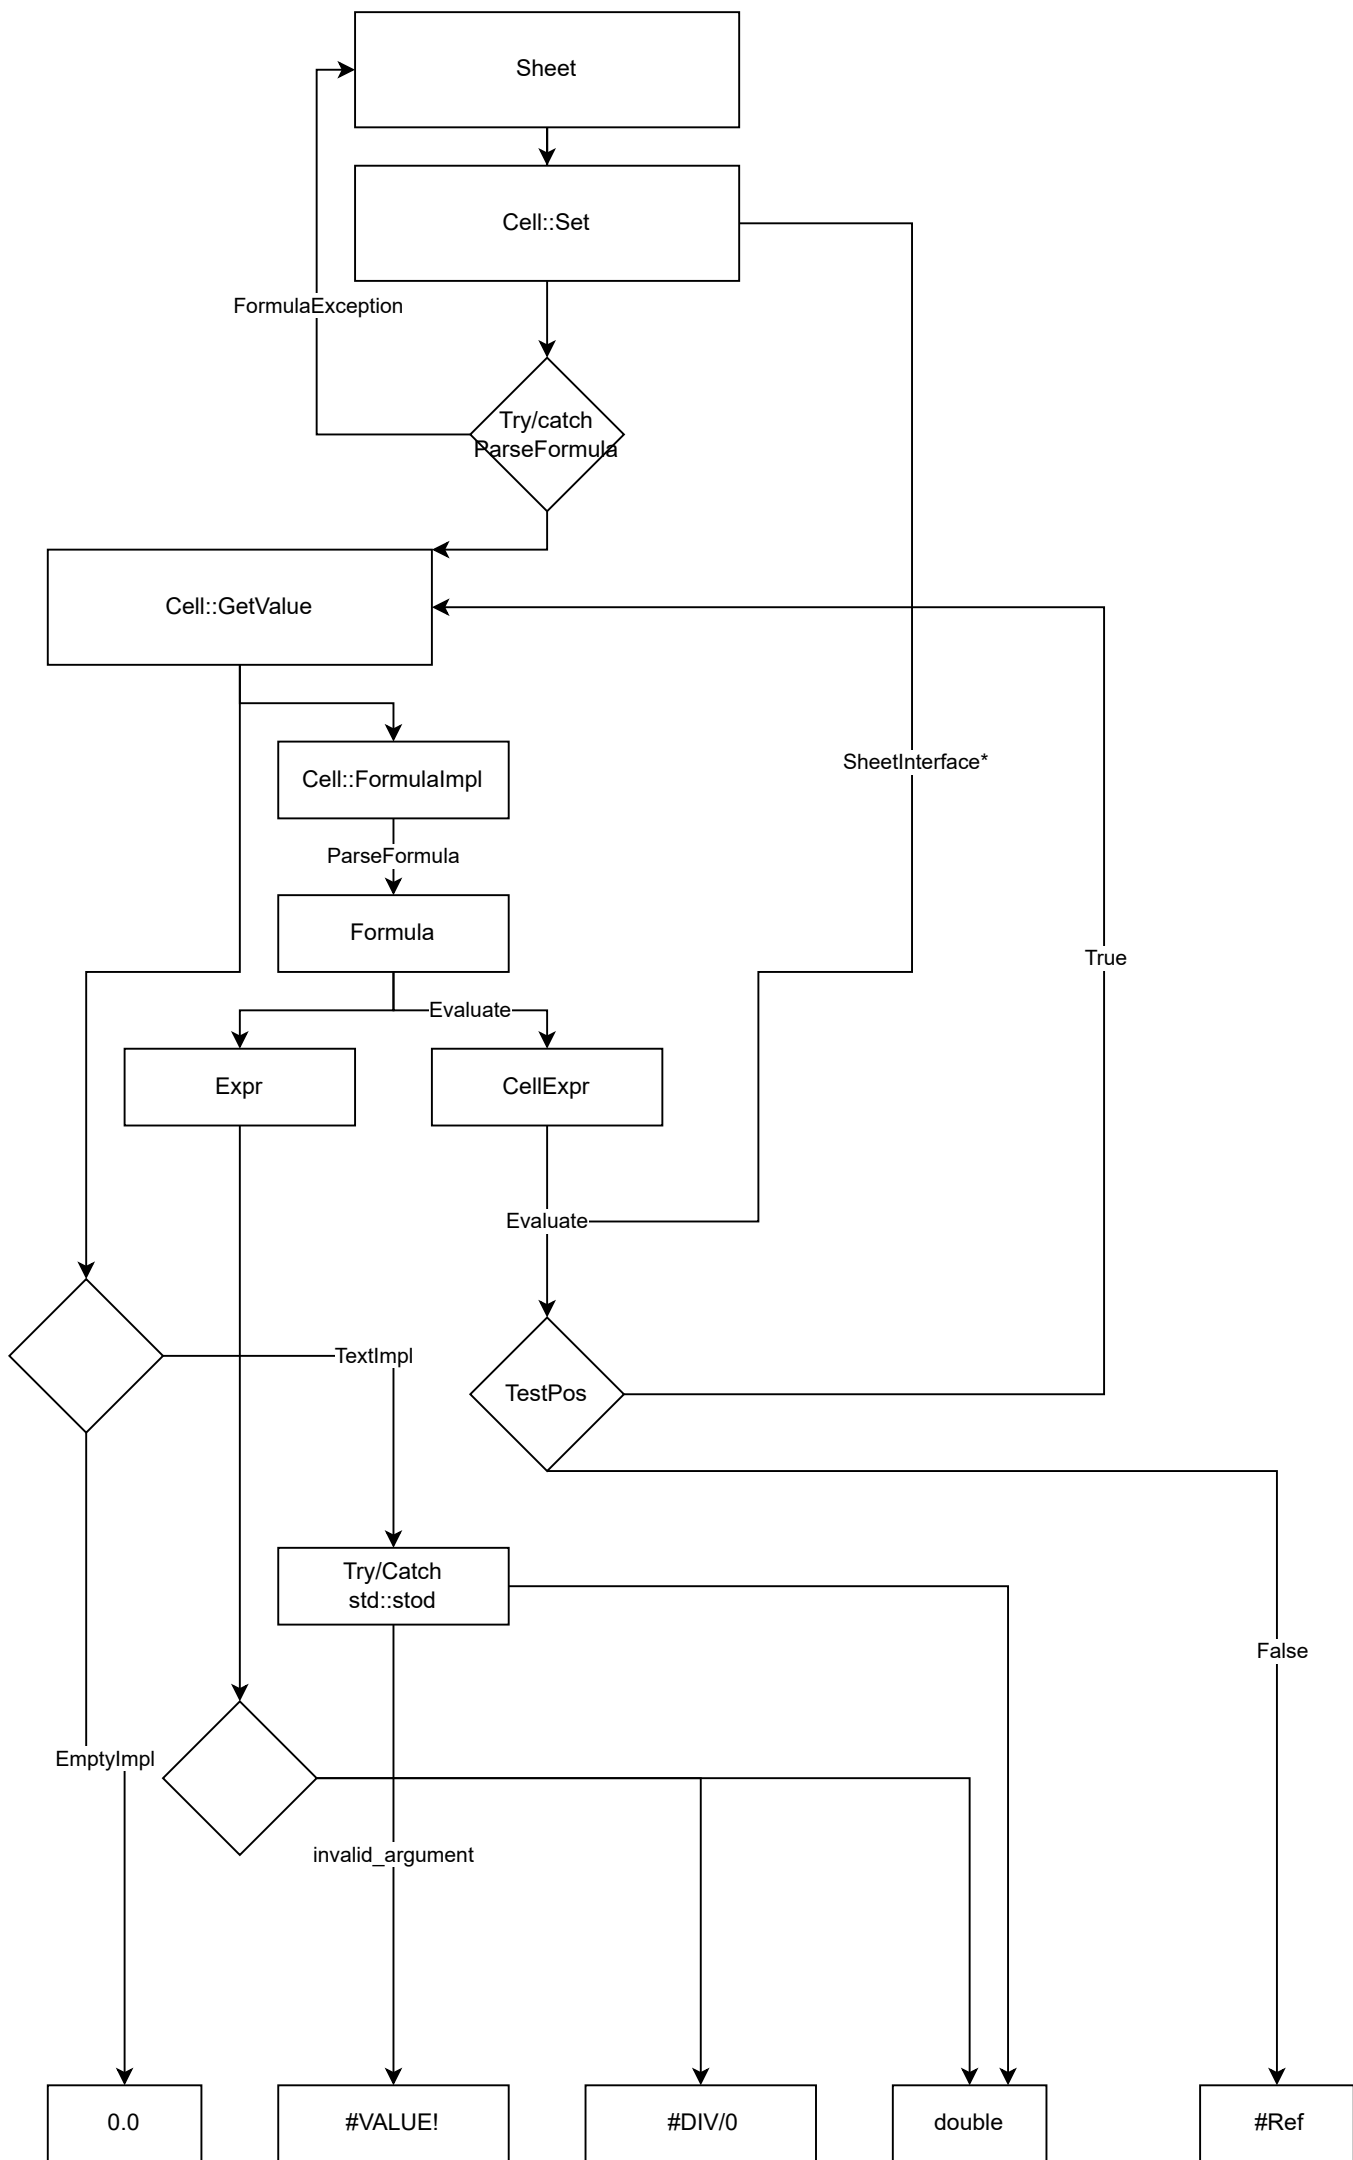 Sheet
Cell::Set
FormulaException
Try/catch
ParseFormula
Cell::GetValue
SheetInterface*
Cell::FormulaImpl
ParseFormula
Formula
True
Evaluate
Expr
CellExpr
Evaluate
TextImpl
TestPos
Try/Catch
std::stod
False
EmptyImpl
invalid_argument
0.0
#VALUE!
#DIV/0
double
#Ref